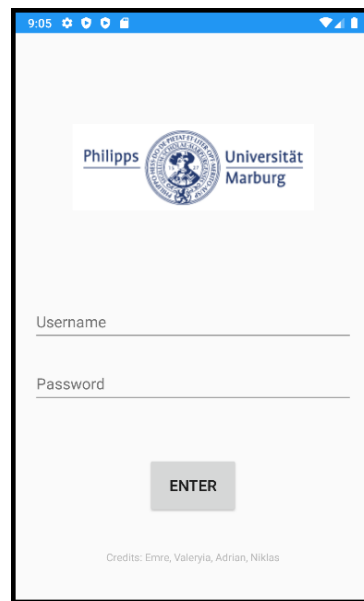 9:05
Philipps Universität
Marburg
Username
Password
ENTER
Credits: Emre, Valeryia, Adrian, Niklas